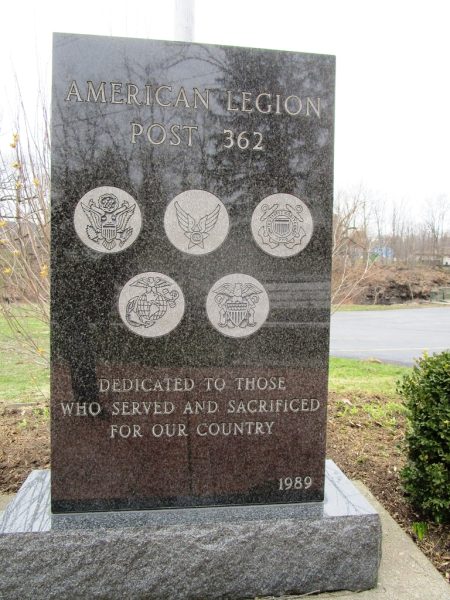 AMERICAN LEGION
POST 362
DEDICATED TO THOSE
WHO SERVED AND SACRIFICED
FOR OUR COUNTRY
1989